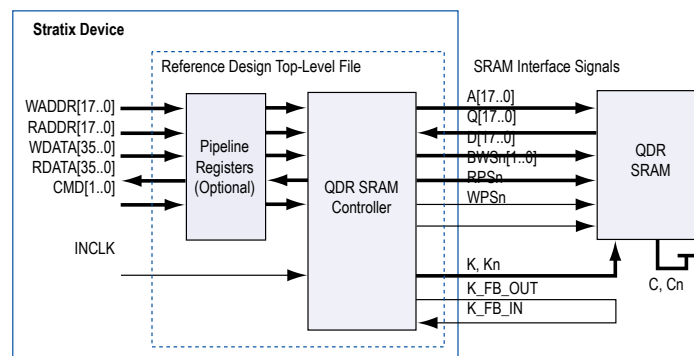 Stratix Device
Reference Design Top-Level File
SRAM Interface Signals
WADDR[17..0]
RADDR[17..0]
WDATA[35..0]
RDATA[35..0]
CMD[1..0]
INCLK
Pipeline
Registers
(Optional)
QDR SRAM
Controller
A[17..0]
Q[17..0]
D[17..0]
BWSn[1..0]
RPSn
WPSn
K, Kn
K_FB_OUT
K_FB_IN
QDR
SRAM
C, Cn